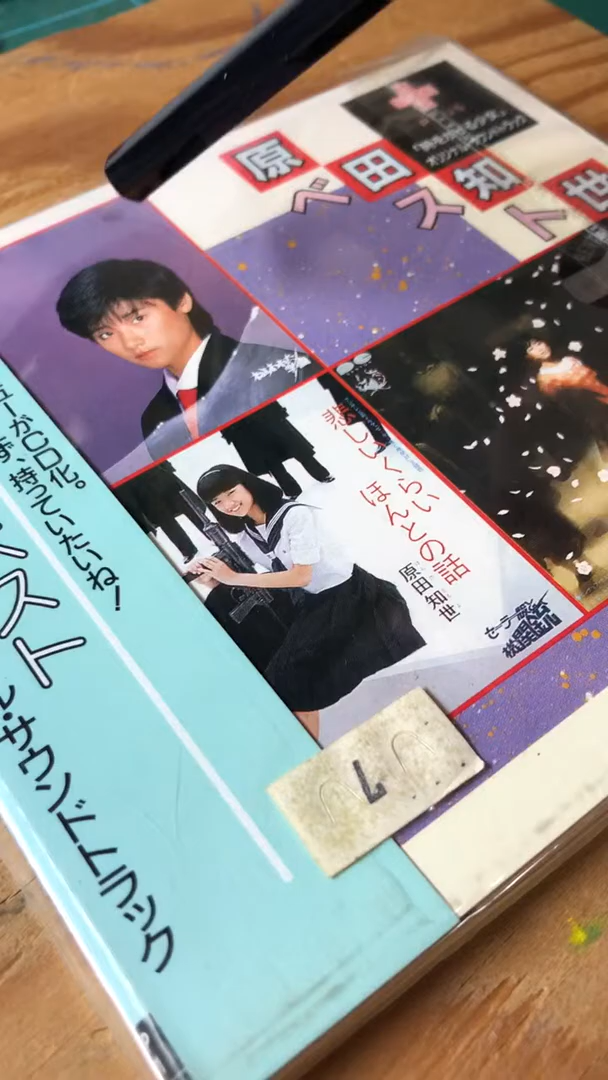 「時をかける少女」
オリジナルサウンドトラック
原田知世
ベスト
悲しいくらい
ほんとの話
原田知世
セーラー服と
機関銃
ューがCD化。
ず、持っていたいね！
ベスト
ル・サウンドトラック